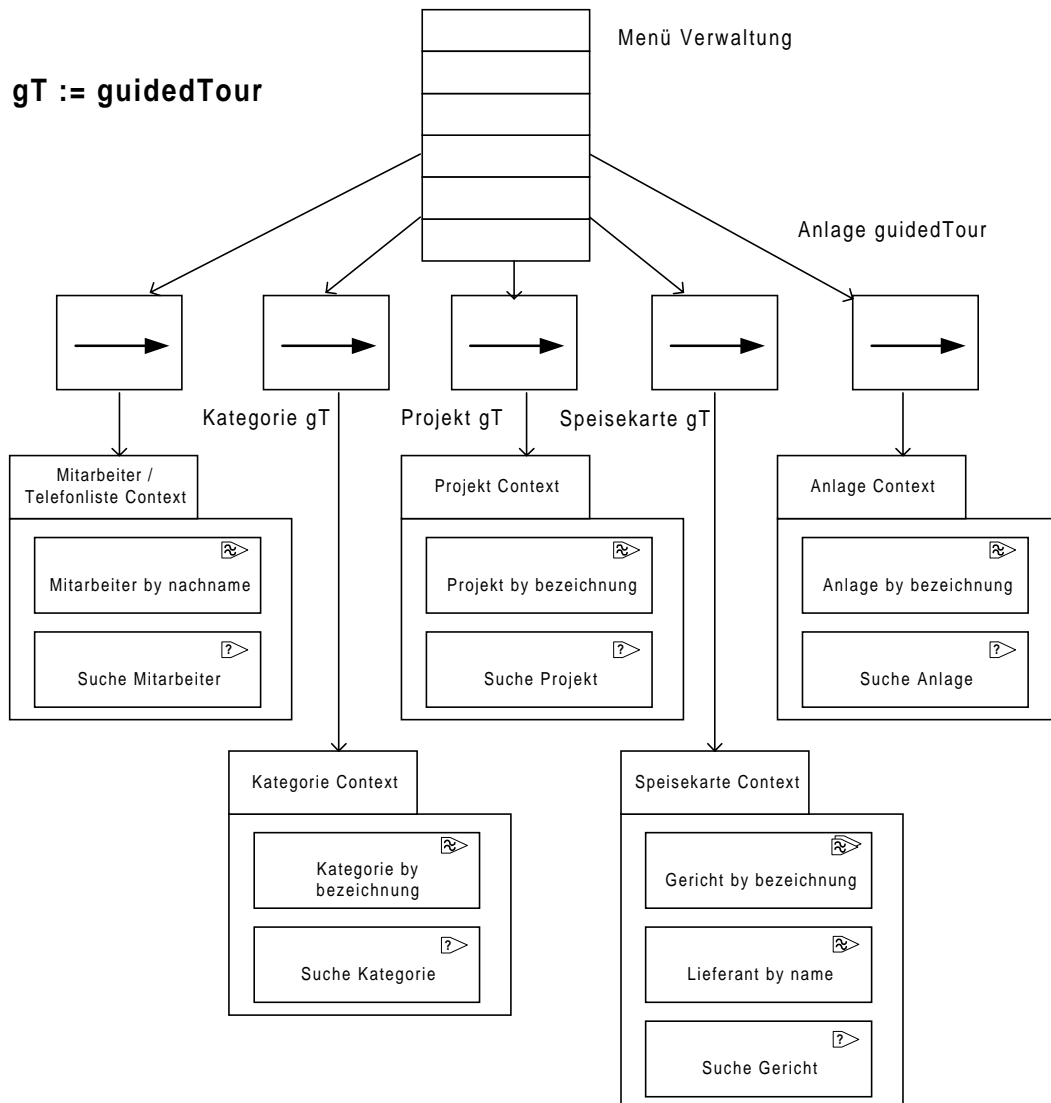 Menü Verwaltung
gT := guidedTour
Anlage guidedTour
Kategorie gT
Projekt gT
Speisekarte gT
Mitarbeiter /
Telefonliste Context
Projekt Context
Anlage Context
Mitarbeiter by nachname
Projekt by bezeichnung
Anlage by bezeichnung
?
?
?
Suche Mitarbeiter
Suche Projekt
Suche Anlage
Kategorie Context
Speisekarte Context
Kategorie by
bezeichnung
Gericht by bezeichnung
?
Suche Kategorie
Lieferant by name
?
Suche Gericht